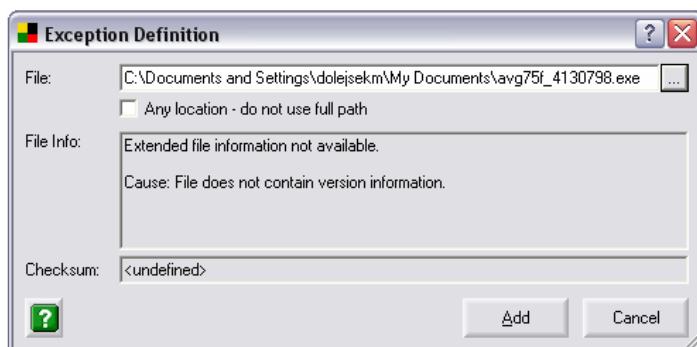 Exception Definition
?
File: C:\Documents and Settings\dolejsekm\My Documents\avg75f_4130798.exe ...
Any location - do not use full path
File Info: Extended file information not available.
Cause: File does not contain version information.
Checksum: <undefined>
? Add Cancel